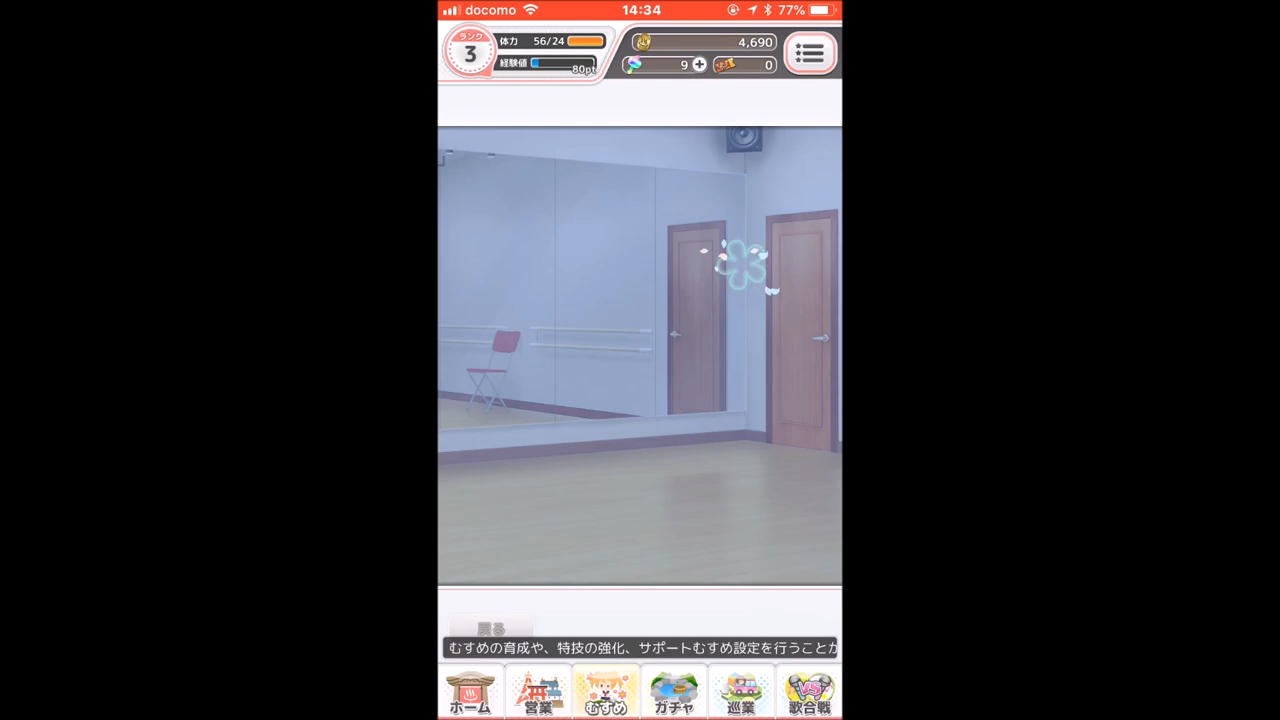 docomo 14:34 77%
ランク 3
体力 56/24
経験値 80pt
4,690
9 0
戻る
むすめの育成や、特技の強化、サポートむすめ設定を行うことが
ホーム 営業 むすめ ガチャ 巡業 VS 歌合戦